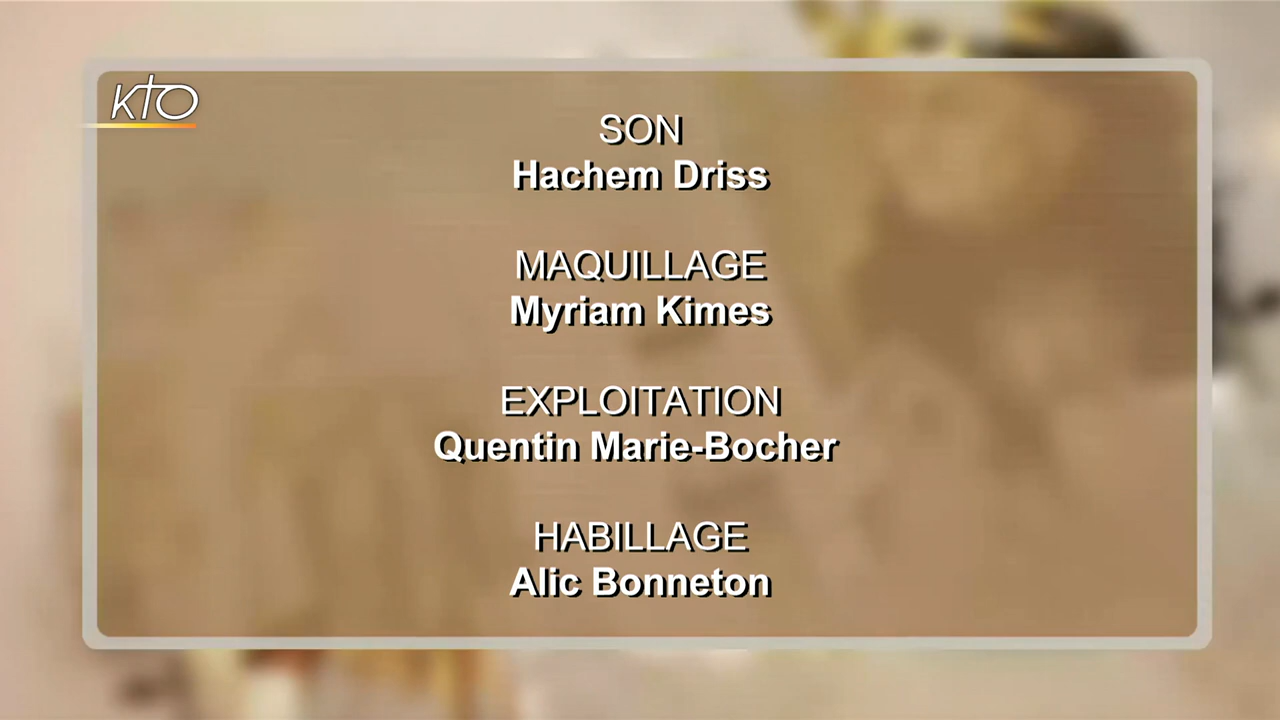 KTO
SON
Hachem Driss
MAQUILLAGE
Myriam Kimes
EXPLOITATION
Quentin Marie-Bocher
HABILLAGE
Alic Bonneton